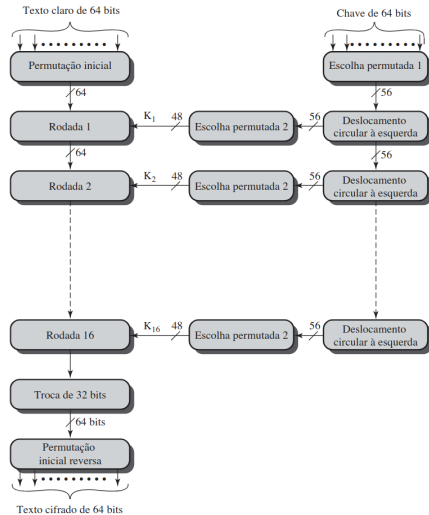 Texto claro de 64 bits
Chave de 64 bits
Permutação inicial
Escolha permutada 1
64
56
Rodada 1
K1
48
Escolha permutada 2
56
Deslocamento
circular à esquerda
64
56
Rodada 2
K2
48
Escolha permutada 2
56
Deslocamento
circular à esquerda
Rodada 16
K16
48
Escolha permutada 2
56
Deslocamento
circular à esquerda
Troca de 32 bits
64 bits
Permutação
inicial reversa
Texto cifrado de 64 bits